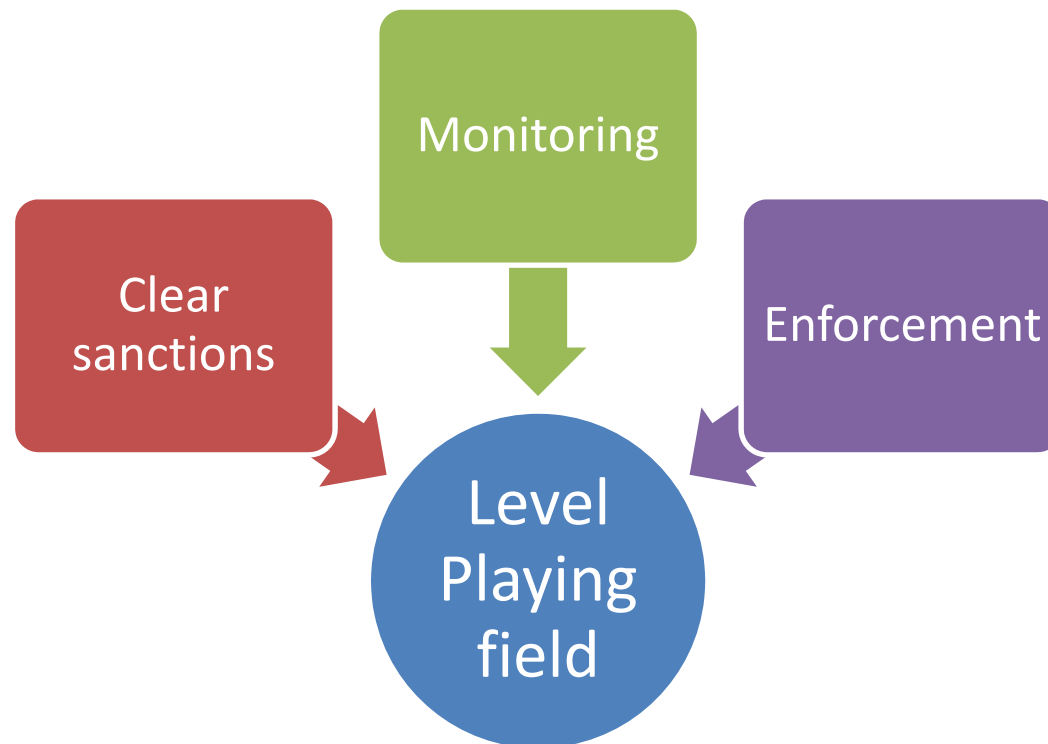 Monitoring
Clear
sanctions
Enforcement
Level
Playing
field